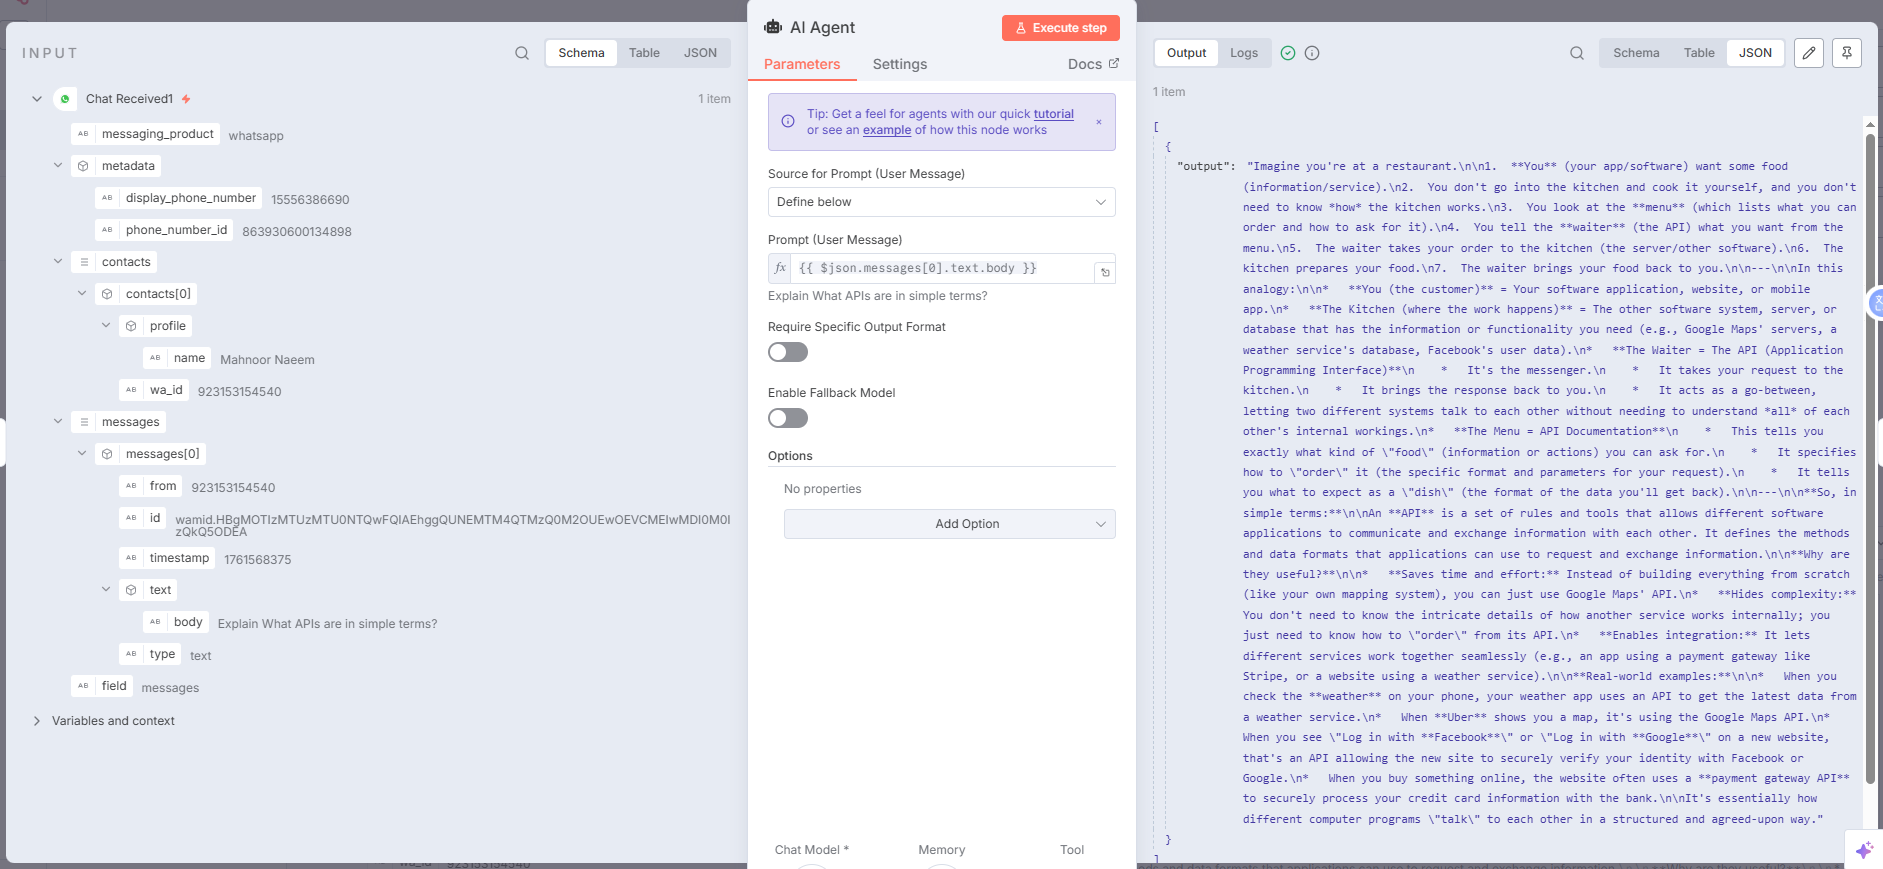 INPUT
Schema
Table
JSON
Chat Received1
1 item
messaging_product
whatsapp
metadata
display_phone_number
15556386690
phone_number_id
863930600134898
contacts
contacts[0]
profile
name
Mahnoor Naeem
wa_id
923153154540
messages
messages[0]
from
923153154540
id
timestamp
1761568375
text
body
Explain What APIs are in simple terms?
type
text
field
messages
Variables and context
AI Agent
Execute step
Parameters
Settings
Docs
Tip: Get a feel for agents with our quick tutorial
or see an example of how this node works
Source for Prompt (User Message)
Define below
Prompt (User Message)
fx
{{ $json.messages[0].text.body }}
Explain What APIs are in simple terms?
Require Specific Output Format
Enable Fallback Model
Options
No properties
Add Option
Chat Model *
Memory
Tool
Output
Logs
Schema
Table
JSON
1 item
[
{
"output": "Imagine you're at a restaurant.\n\n1.  **You** (your app/software) want some food
(information/service).\n2.  You don't go into the kitchen and cook it yourself, and you don't
need to know *how* the kitchen works.\n3.  You look at the **menu** (which lists what you can
order and how to ask for it).\n4.  You tell the **waiter** (the API) what you want from the
menu.\n5.  The waiter takes your order to the kitchen (the server/other software).\n6.  The
kitchen prepares your food.\n7.  The waiter brings your food back to you.\n\n---\n\nIn this
analogy:\n\n*   **You (the customer)** = Your software application, website, or mobile
app.\n*   **The Kitchen (where the work happens)** = The other software system, server, or
database that has the information or functionality you need (e.g., Google Maps' servers, a
weather service's database, Facebook's user data).\n*   **The Waiter = The API (Application
Programming Interface)**\n    *   It's the messenger.\n    *   It takes your request to the
kitchen.\n    *   It brings the response back to you.\n    *   It acts as a go-between,
letting two different systems talk to each other without needing to understand *all* of each
other's internal workings.\n*   **The Menu = API Documentation**\n    *   This tells you
exactly what kind of \"food\" (information or actions) you can ask for.\n    *   It specifies
how to \"order\" it (the specific format and parameters for your request).\n    *   It tells
you what to expect as a \"dish\" (the format of the data you'll get back).\n\n---\n\n**So, in
simple terms:**\n\nAn **API** is a set of rules and tools that allows different software
applications to communicate and exchange information with each other. It defines the methods
and data formats that applications can use to request and exchange information.\n\n**Why are
they useful?**\n\n*   **Saves time and effort:** Instead of building everything from scratch
(like your own mapping system), you can just use Google Maps' API.\n*   **Hides complexity:**
You don't need to know the intricate details of how another service works internally; you
just need to know how to \"order\" from its API.\n*   **Enables integration:** It lets
different services work together seamlessly (e.g., an app using a payment gateway like
Stripe, or a website using a weather service).\n\n**Real-world examples:**\n\n*   When you
check the **weather** on your phone, your weather app uses an API to get the latest data from
a weather service.\n*   When **Uber** shows you a map, it's using the Google Maps API.\n*
When you see \"Log in with **Facebook**\" or \"Log in with **Google**\" on a new website,
that's an API allowing the new site to securely verify your identity with Facebook or
Google.\n*   When you buy something online, the website often uses a **payment gateway API**
to securely process your credit card information with the bank.\n\nIt's essentially how
different computer programs \"talk\" to each other in a structured and agreed-upon way."
}
]